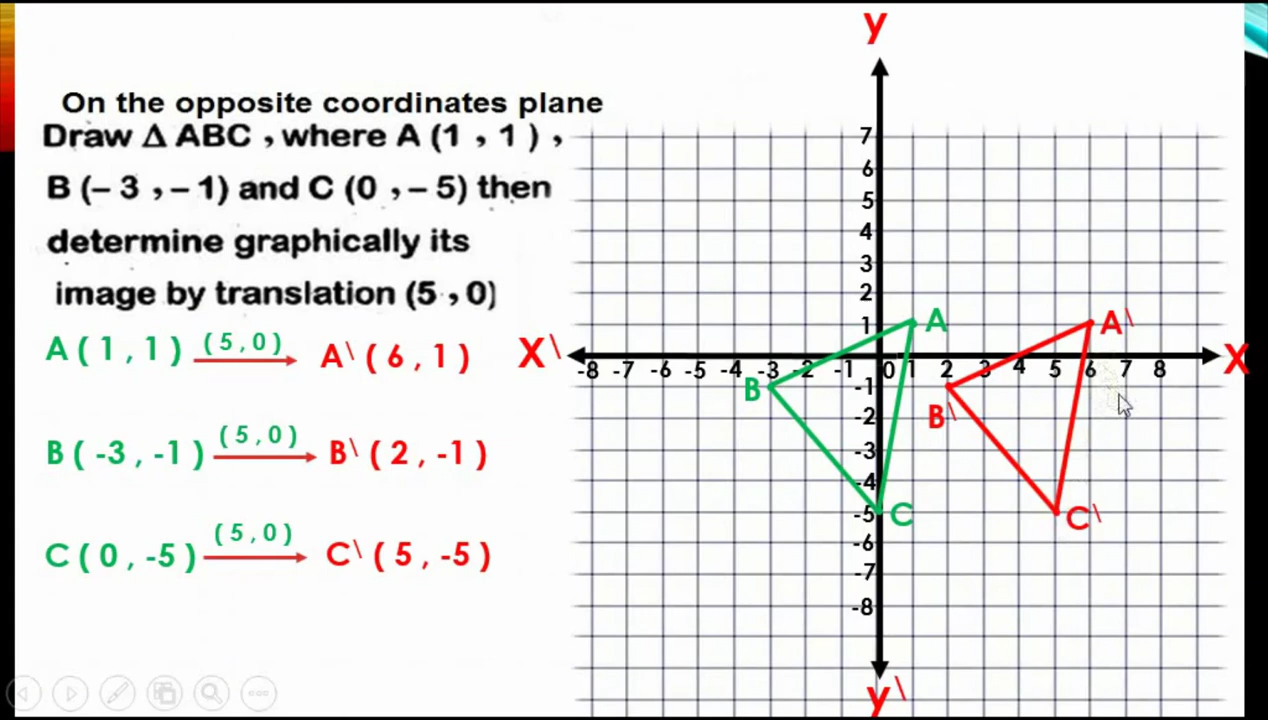 On the opposite coordinates plane
Draw Δ ABC , where A (1 , 1) ,
B (– 3 , – 1) and C (0 , – 5) then
determine graphically its
image by translation (5 , 0)
A ( 1 , 1 ) ( 5 , 0 ) A\ ( 6 , 1 )
B ( -3 , -1 ) ( 5 , 0 ) B\ ( 2 , -1 )
C ( 0 , -5 ) ( 5 , 0 ) C\ ( 5 , -5 )
y
7
6
5
4
3
2
1
A
A\
X\
X
-8 -7 -6 -5 -4 -3 -2 -1 0 1 2 3 4 5 6 7 8
B
-1
B\
-2
-3
-4
-5
C
C\
-6
-7
-8
y\